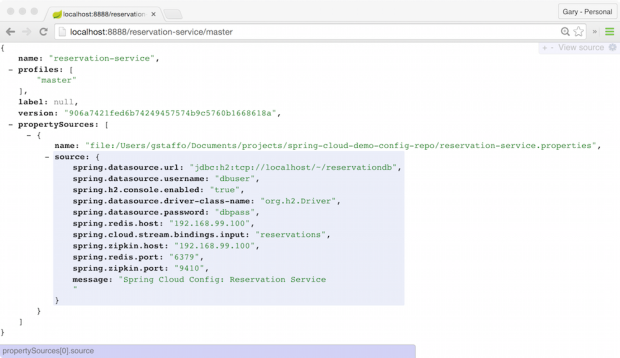 localhost:8888/reservation
Gary - Personal
localhost:8888/reservation-service/master
+ - View source
{
name: "reservation-service",
- profiles: [
"master"
],
label: null,
version: "906a7421fed6b74249457574b9c5760b1668618a",
- propertySources: [
- {
name: "file:/Users/gstaffo/Documents/projects/spring-cloud-demo-config-repo/reservation-service.properties",
- source: {
spring.datasource.url: "jdbc:h2:tcp://localhost/~/reservationdb",
spring.datasource.username: "dbuser",
spring.h2.console.enabled: "true",
spring.datasource.driver-class-name: "org.h2.Driver",
spring.datasource.password: "dbpass",
spring.redis.host: "192.168.99.100",
spring.cloud.stream.bindings.input: "reservations",
spring.zipkin.host: "192.168.99.100",
spring.redis.port: "6379",
spring.zipkin.port: "9410",
message: "Spring Cloud Config: Reservation Service
"
}
}
]
}
propertySources[0].source